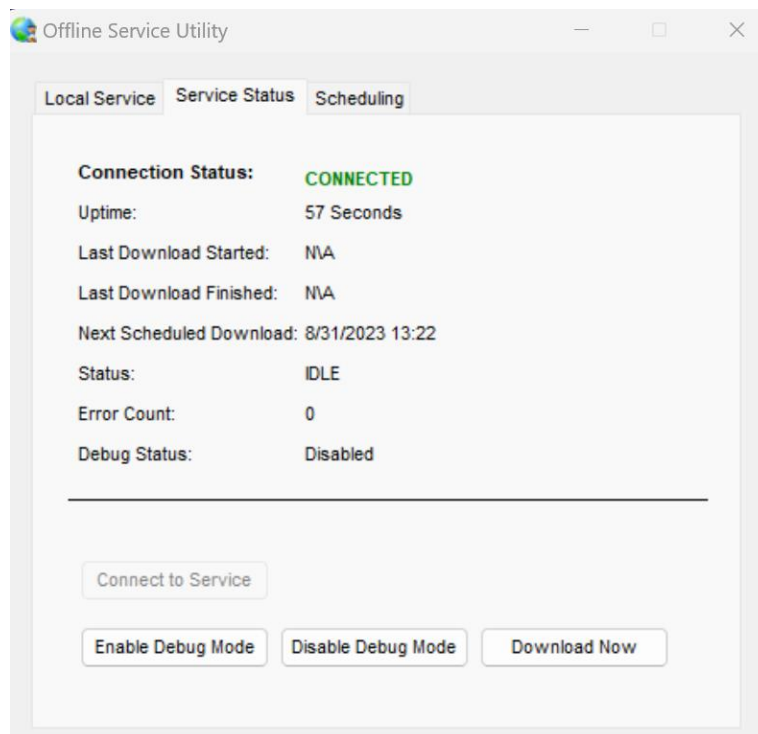 Offline Service Utility
Local Service Service Status Scheduling
Connection Status: CONNECTED
Uptime: 57 Seconds
Last Download Started: N\A
Last Download Finished: N\A
Next Scheduled Download: 8/31/2023 13:22
Status: IDLE
Error Count: 0
Debug Status: Disabled
Connect to Service
Enable Debug Mode Disable Debug Mode Download Now